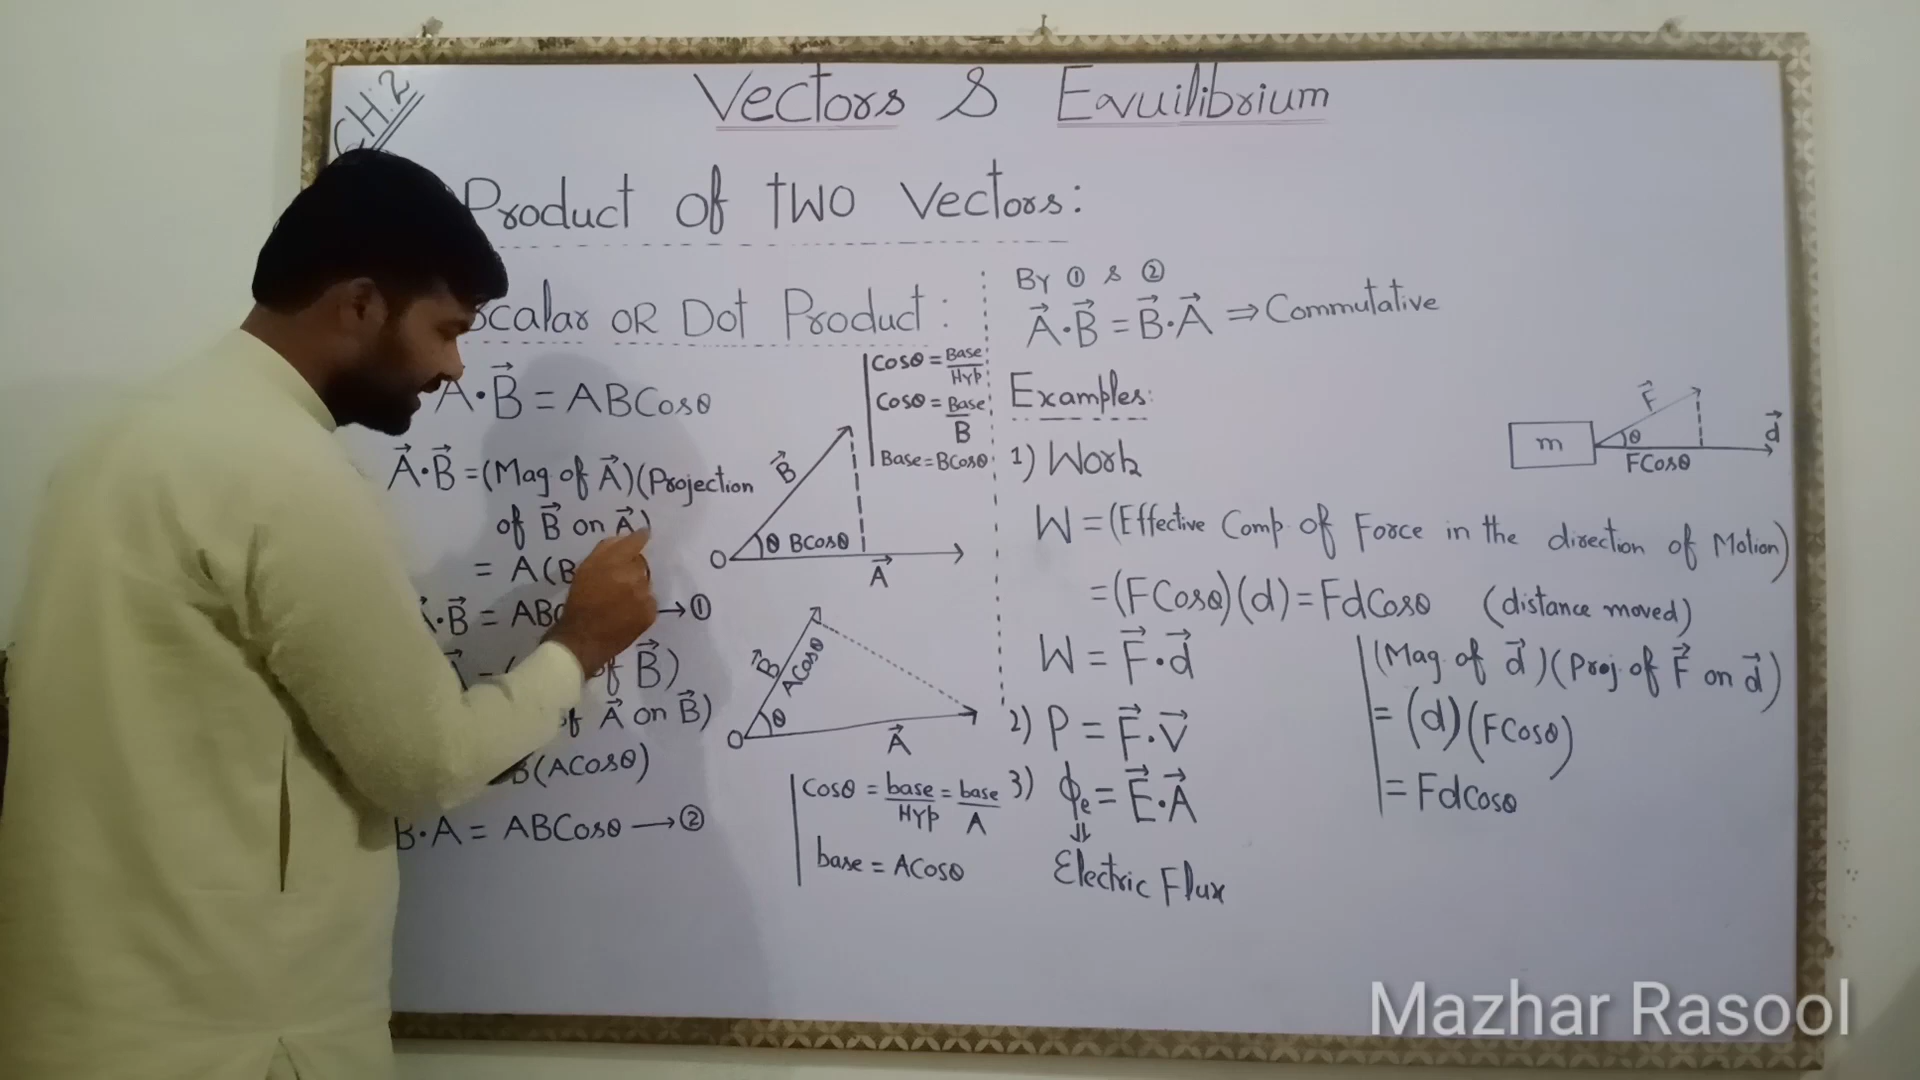 CH:2
Vectors & Equilibrium
Product of two Vectors:
Scalar OR Dot Product:
A⃗·B⃗ = ABCosθ
A⃗·B⃗ = (Mag of A⃗)(Projection
of B⃗ on A⃗)
= A(B
·B⃗ = AB → ①
of B⃗)
of A⃗ on B⃗)
B(ACosθ)
B·A = ABCosθ → ②
Cosθ = Base/Hyp
Cosθ = Base/B
Base = BCosθ
B⃗
O θ BCosθ
A⃗
B⃗ ACosθ
O θ
A⃗
Cosθ = base/Hyp = base/A
base = ACosθ
By ① & ②
A⃗·B⃗ = B⃗·A⃗ ⇒ Commutative
Examples:
1) Work
m F⃗ θ FCosθ d⃗
W = (Effective Comp. of Force in the direction of Motion)
= (FCosθ)(d) = FdCosθ (distance moved)
W = F⃗·d⃗
(Mag. of d⃗)(Proj. of F⃗ on d⃗)
= (d)(FCosθ)
= FdCosθ
2) P = F⃗·V⃗
3) ϕe = E⃗·A⃗
⇓
Electric Flux
Mazhar Rasool